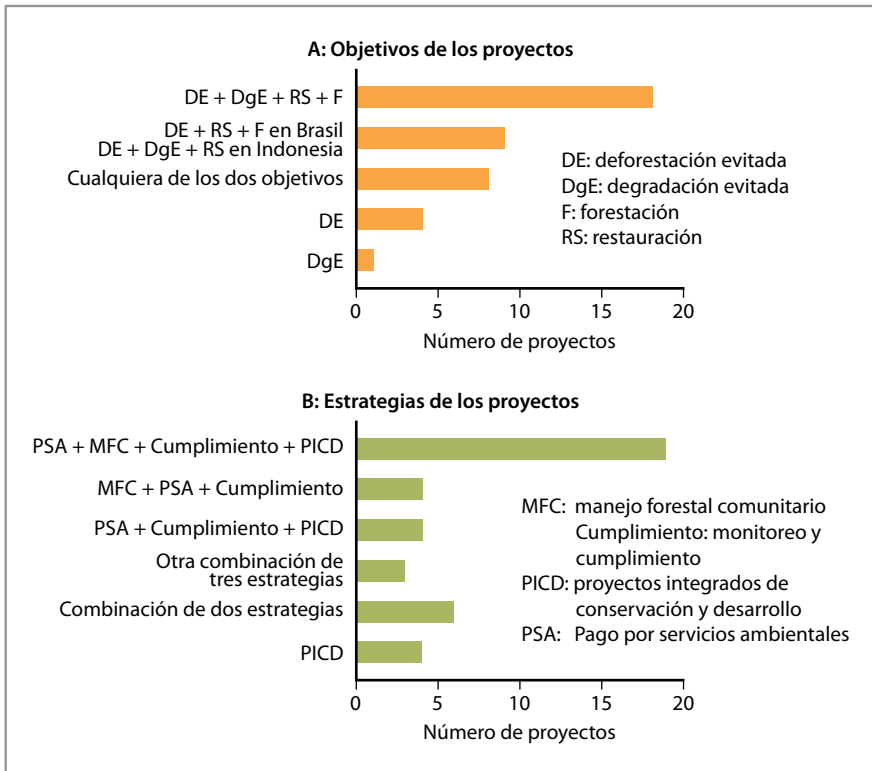 A: Objetivos de los proyectos
DE + DgE + RS + F
DE + RS + F en Brasil
DE + DgE + RS en Indonesia
Cualquiera de los dos objetivos
DE
DgE
DE: deforestación evitada
DgE: degradación evitada
F: forestación
RS: restauración
0 5 10 15 20
Número de proyectos
B: Estrategias de los proyectos
PSA + MFC + Cumplimiento + PICD
MFC + PSA + Cumplimiento
PSA + Cumplimiento + PICD
Otra combinación de
tres estrategias
Combinación de dos estrategias
PICD
MFC: manejo forestal comunitario
Cumplimiento: monitoreo y
cumplimiento
PICD: proyectos integrados de
conservación y desarrollo
PSA: Pago por servicios ambientales
0 5 10 15 20
Número de proyectos